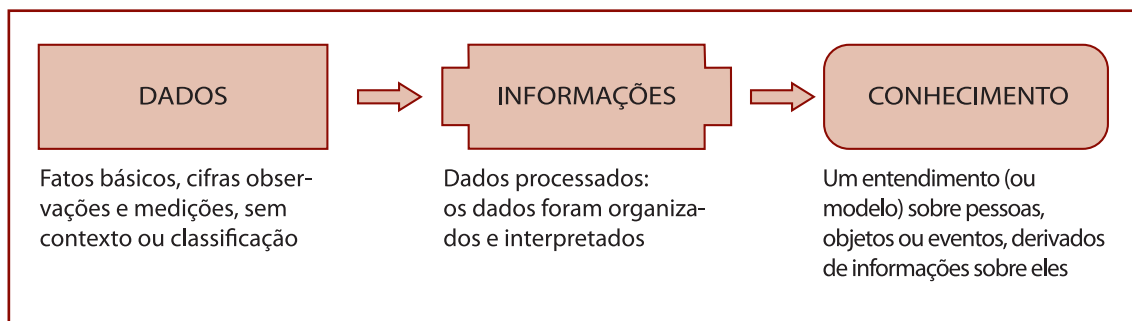 DADOS
INFORMAÇÕES
CONHECIMENTO
Fatos básicos, cifras obser-
vações e medições, sem
contexto ou classificação
Dados processados:
os dados foram organiza-
dos e interpretados
Um entendimento (ou
modelo) sobre pessoas,
objetos ou eventos, derivados
de informações sobre eles